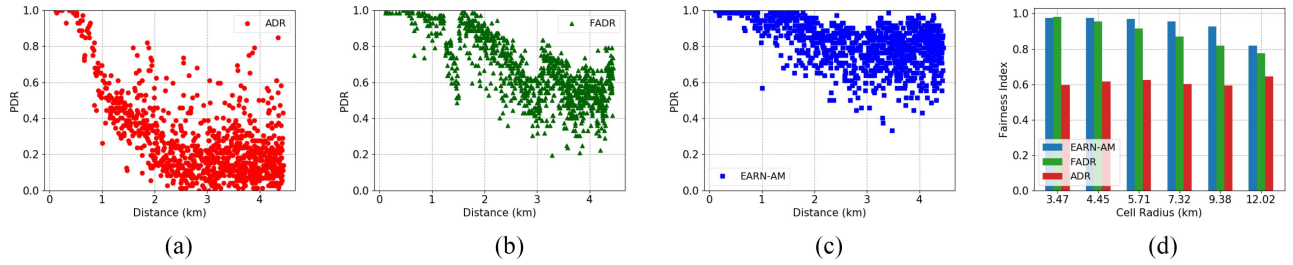 1.0
0.8
0.6
0.4
0.2
0.0
PDR
0
1
2
3
4
Distance (km)
ADR
(a)
1.0
0.8
0.6
0.4
0.2
0.0
PDR
0
1
2
3
4
Distance (km)
FADR
(b)
1.0
0.8
0.6
0.4
0.2
0.0
PDR
0
1
2
3
4
Distance (km)
EARN-AM
(c)
1.0
0.8
0.6
0.4
0.2
0.0
Fairness Index
EARN-AM
FADR
ADR
3.47 4.45 5.71 7.32 9.38 12.02
Cell Radius (km)
(d)